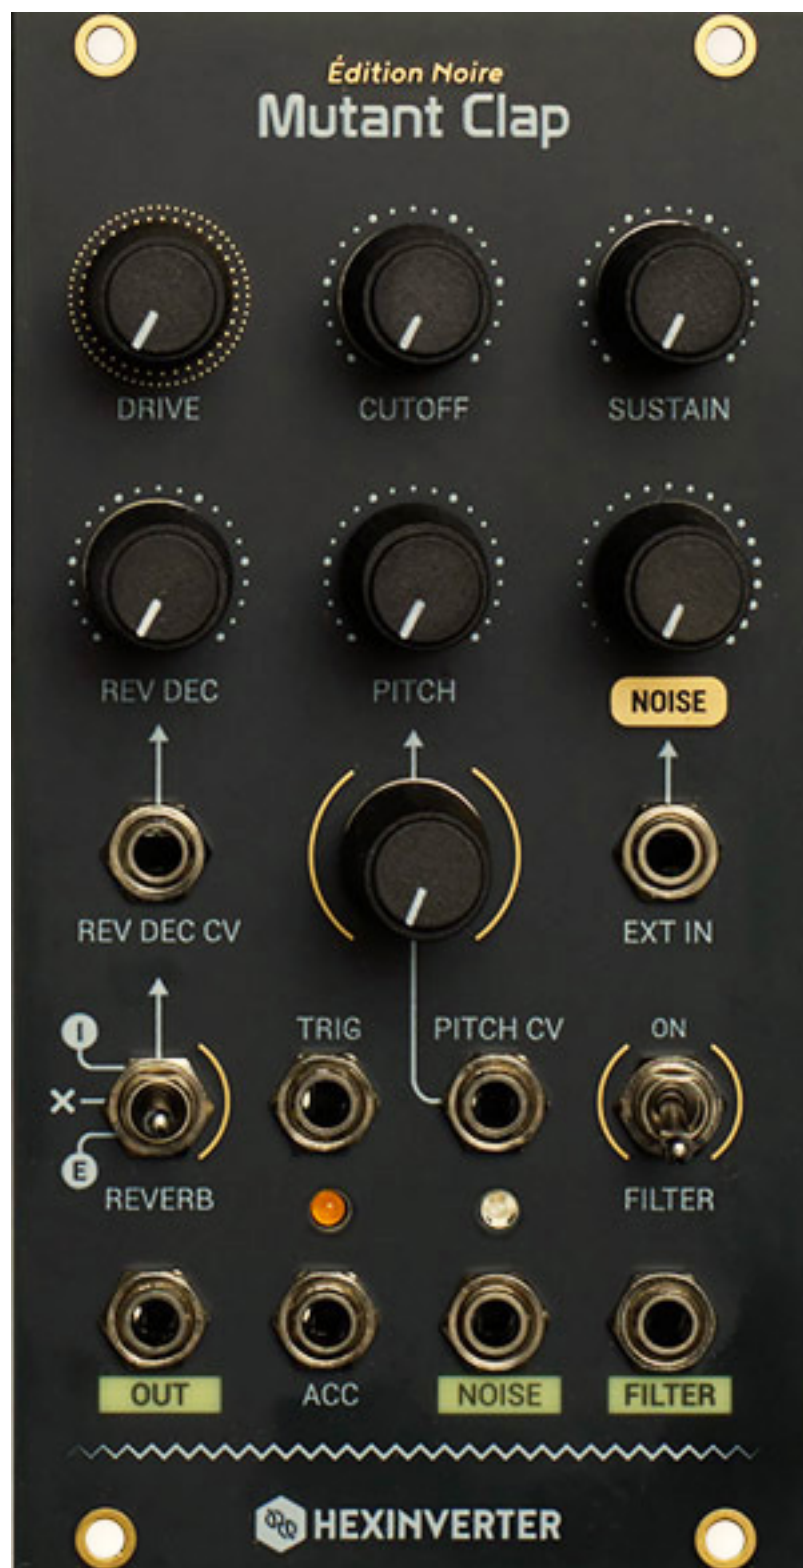 Édition Noire
Mutant Clap
DRIVE CUTOFF SUSTAIN
REV DEC PITCH NOISE
REV DEC CV EXT IN
I TRIG PITCH CV ON
X
E
REVERB FILTER
OUT ACC NOISE FILTER
HEXINVERTER